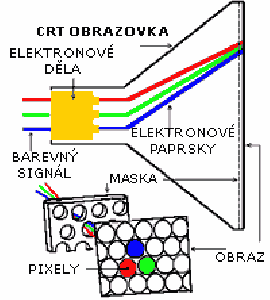 CRT OBRAZOVKA
ELEKTRONOVÉ
DĚLA
ELEKTRONOVÉ
PAPRSKY
BAREVNÝ
SIGNÁL
MASKA
OBRAZ
PIXELY